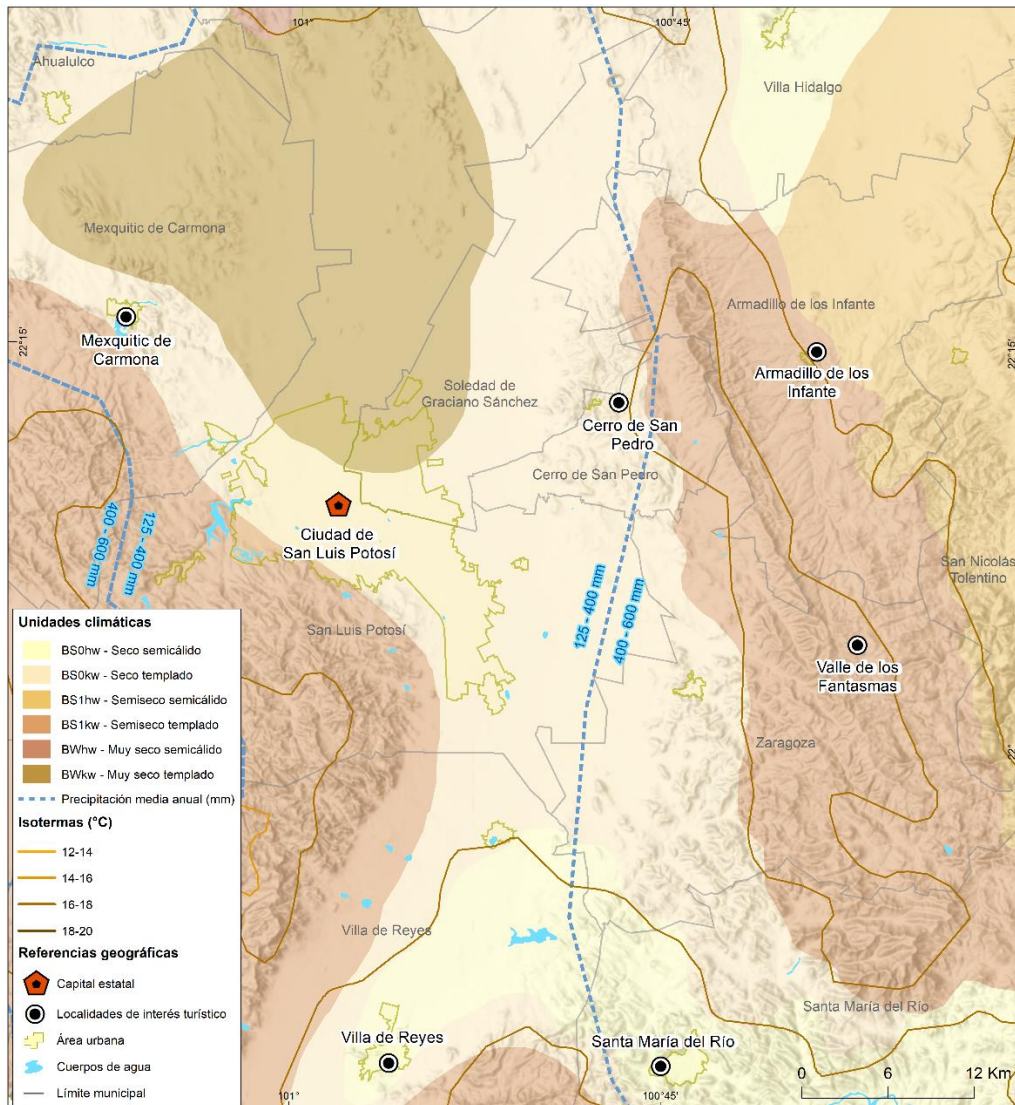 101°
100°45'
Ahualulco
Villa Hidalgo
Mexquitic de Carmona
22°15'
22°15'
Mexquitic de
Carmona
Armadillo de los Infante
Armadillo de los
Infante
Soledad de
Graciano Sánchez
Cerro de San
Pedro
Cerro de San Pedro
Ciudad de
San Luis Potosí
125 - 400 mm
400 - 600 mm
San Nicolás
Tolentino
San Luis Potosí
125 - 400 mm
400 - 600 mm
Valle de los
Fantasmas
Zaragoza
22°
Villa de Reyes
Santa María del Río
Villa de Reyes
Santa María del Río
101°
100°45'
0 6 12 Km
Unidades climáticas
BS0hw - Seco semicálido
BS0kw - Seco templado
BS1hw - Semiseco semicálido
BS1kw - Semiseco templado
BWhw - Muy seco semicálido
BWkw - Muy seco templado
Precipitación media anual (mm)
Isotermas (°C)
12-14
14-16
16-18
18-20
Referencias geográficas
Capital estatal
Localidades de interés turístico
Área urbana
Cuerpos de agua
Límite municipal